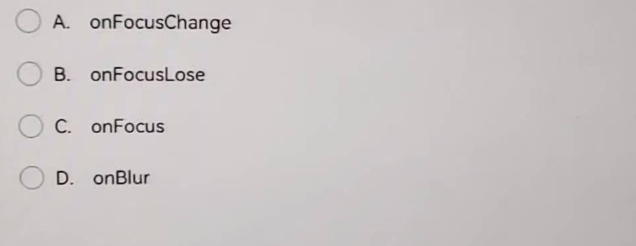 A. onFocusChange
B. onFocusLose
C. onFocus
D. onBlur